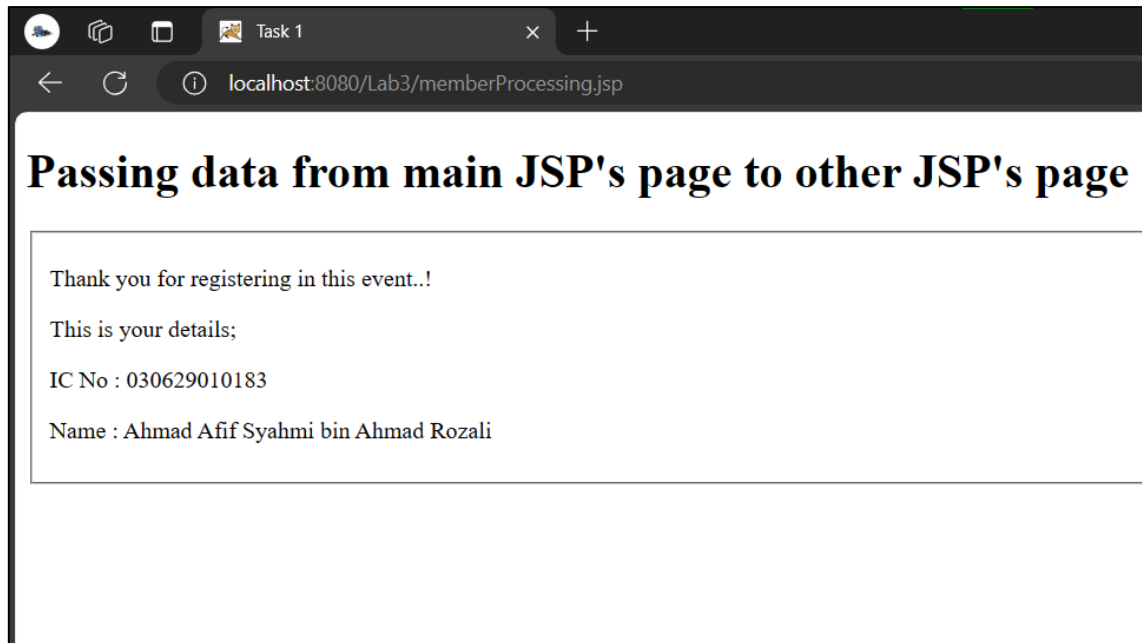 Task 1
localhost:8080/Lab3/memberProcessing.jsp
Passing data from main JSP's page to other JSP's page
Thank you for registering in this event..!
This is your details;
IC No : 030629010183
Name : Ahmad Afif Syahmi bin Ahmad Rozali